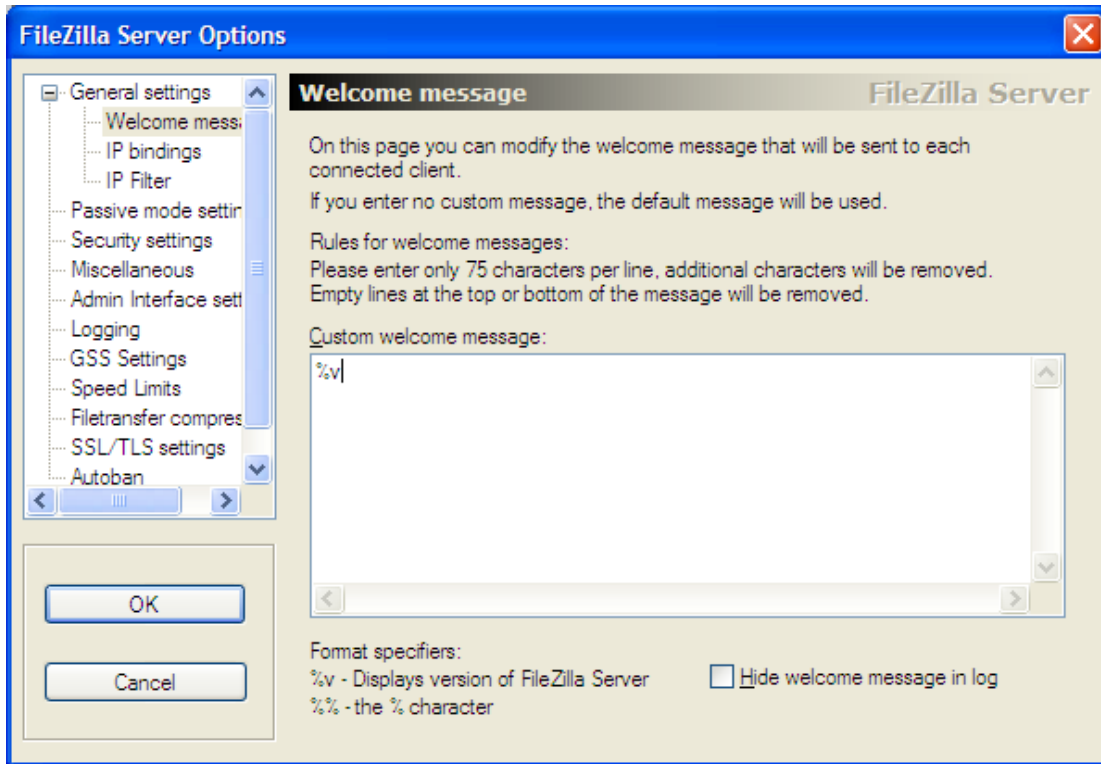 FileZilla Server Options
General settings
Welcome messa
IP bindings
IP Filter
Passive mode settin
Security settings
Miscellaneous
Admin Interface sett
Logging
GSS Settings
Speed Limits
Filetransfer compres
SSL/TLS settings
Autoban
OK
Cancel
Welcome message
FileZilla Server
On this page you can modify the welcome message that will be sent to each
connected client.
If you enter no custom message, the default message will be used.
Rules for welcome messages:
Please enter only 75 characters per line, additional characters will be removed.
Empty lines at the top or bottom of the message will be removed.
Custom welcome message:
%v
Format specifiers:
%v - Displays version of FileZilla Server
%% - the % character
Hide welcome message in log